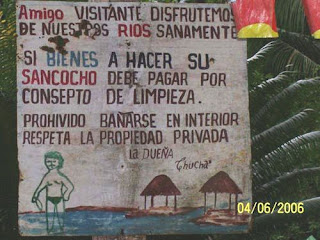 Amigo VISITANTE DISFRUTEMOS
DE NUESTROS RIOS SANAMENTE
SI BIENES A HACER SU
SANCOCHO DEBE PAGAR POR
CONSEPTO DE LIMPIEZA.
PROHIVIDO BAÑARSE EN INTERIOR
RESPETA LA PROPIEDAD PRIVADA
la DUEÑA
"Chucha"
04/06/2006